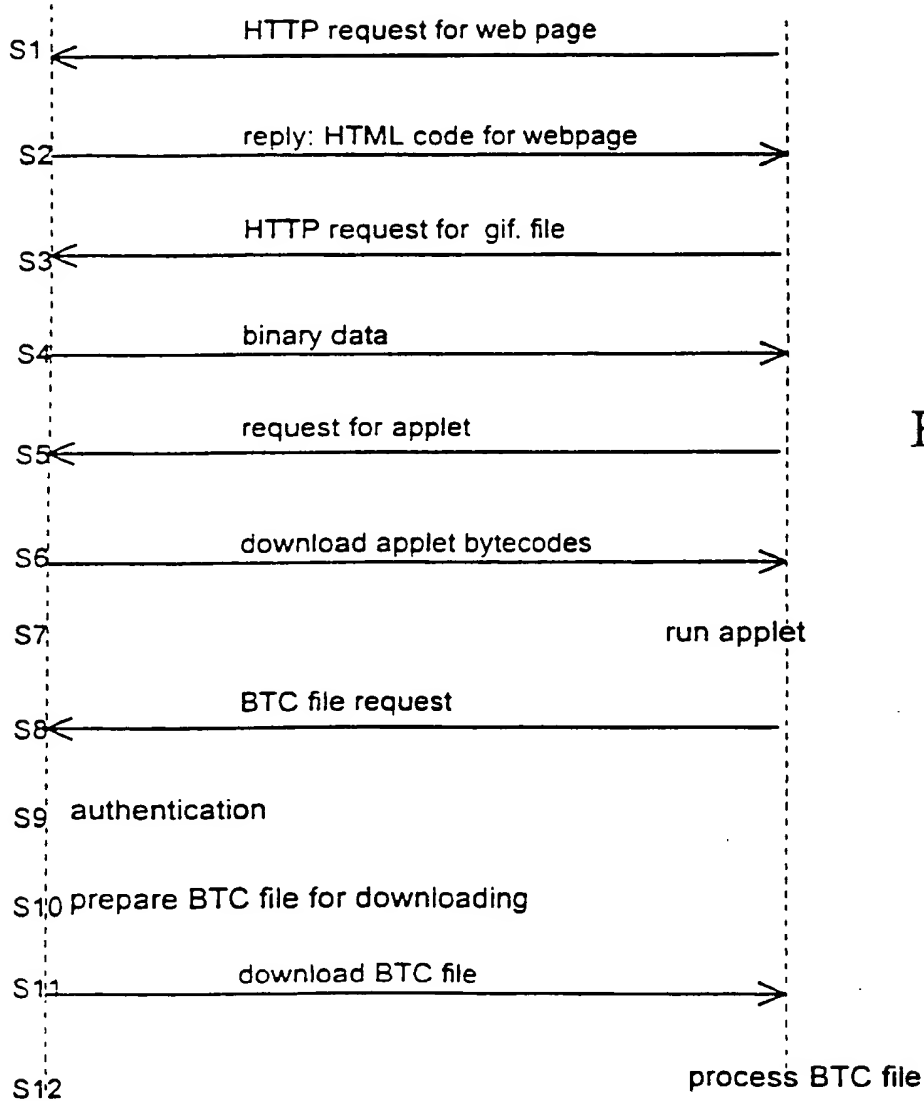 HTTP request for web page
S1
reply: HTML code for webpage
S2
HTTP request for gif. file
S3
binary data
S4
request for applet
S5
download applet bytecodes
S6
S7 run applet
BTC file request
S8
S9 authentication
S10 prepare BTC file for downloading
download BTC file
S11
S12 process BTC file